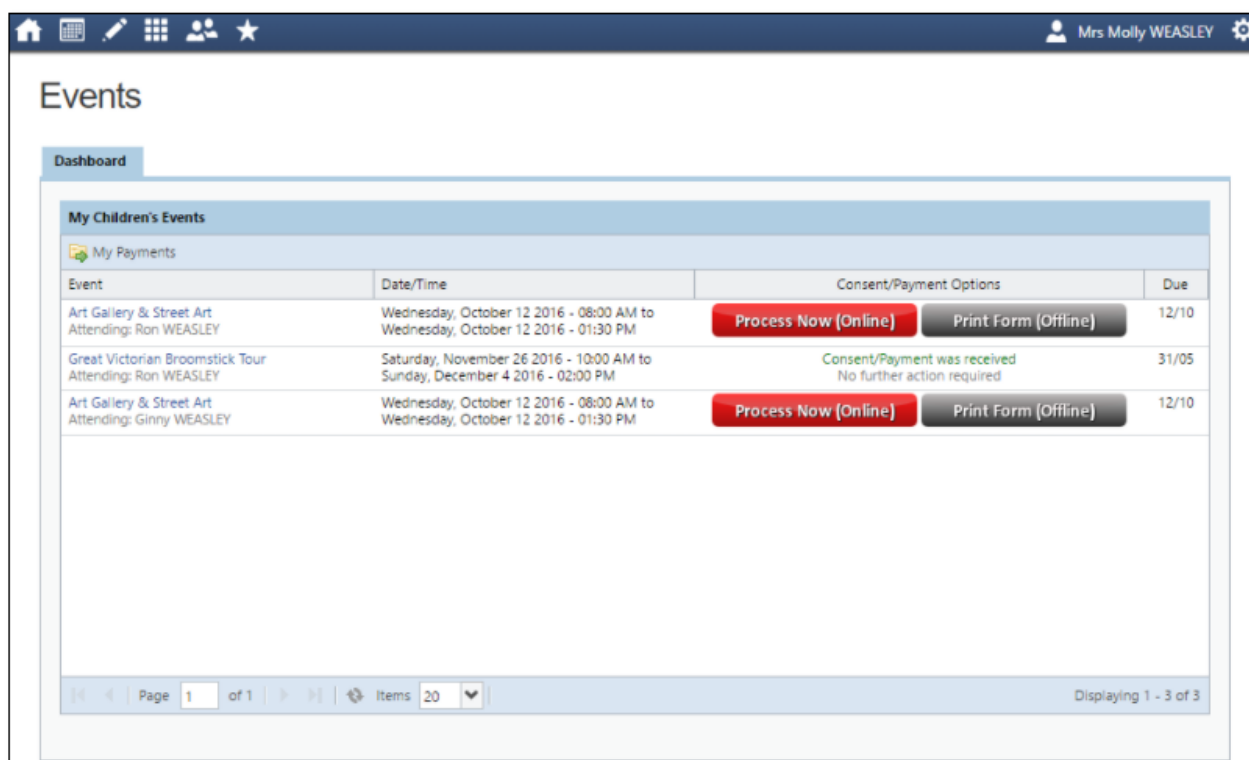 Mrs Molly WEASLEY
Events
Dashboard
My Children's Events
My Payments
Event Date/Time Consent/Payment Options Due
Art Gallery & Street Art Wednesday, October 12 2016 - 08:00 AM to Process Now (Online) Print Form (Offline) 12/10
Attending: Ron WEASLEY Wednesday, October 12 2016 - 01:30 PM
Great Victorian Broomstick Tour Saturday, November 26 2016 - 10:00 AM to Consent/Payment was received 31/05
Attending: Ron WEASLEY Sunday, December 4 2016 - 02:00 PM No further action required
Art Gallery & Street Art Wednesday, October 12 2016 - 08:00 AM to Process Now (Online) Print Form (Offline) 12/10
Attending: Ginny WEASLEY Wednesday, October 12 2016 - 01:30 PM
Page 1 of 1 Items 20 Displaying 1 - 3 of 3